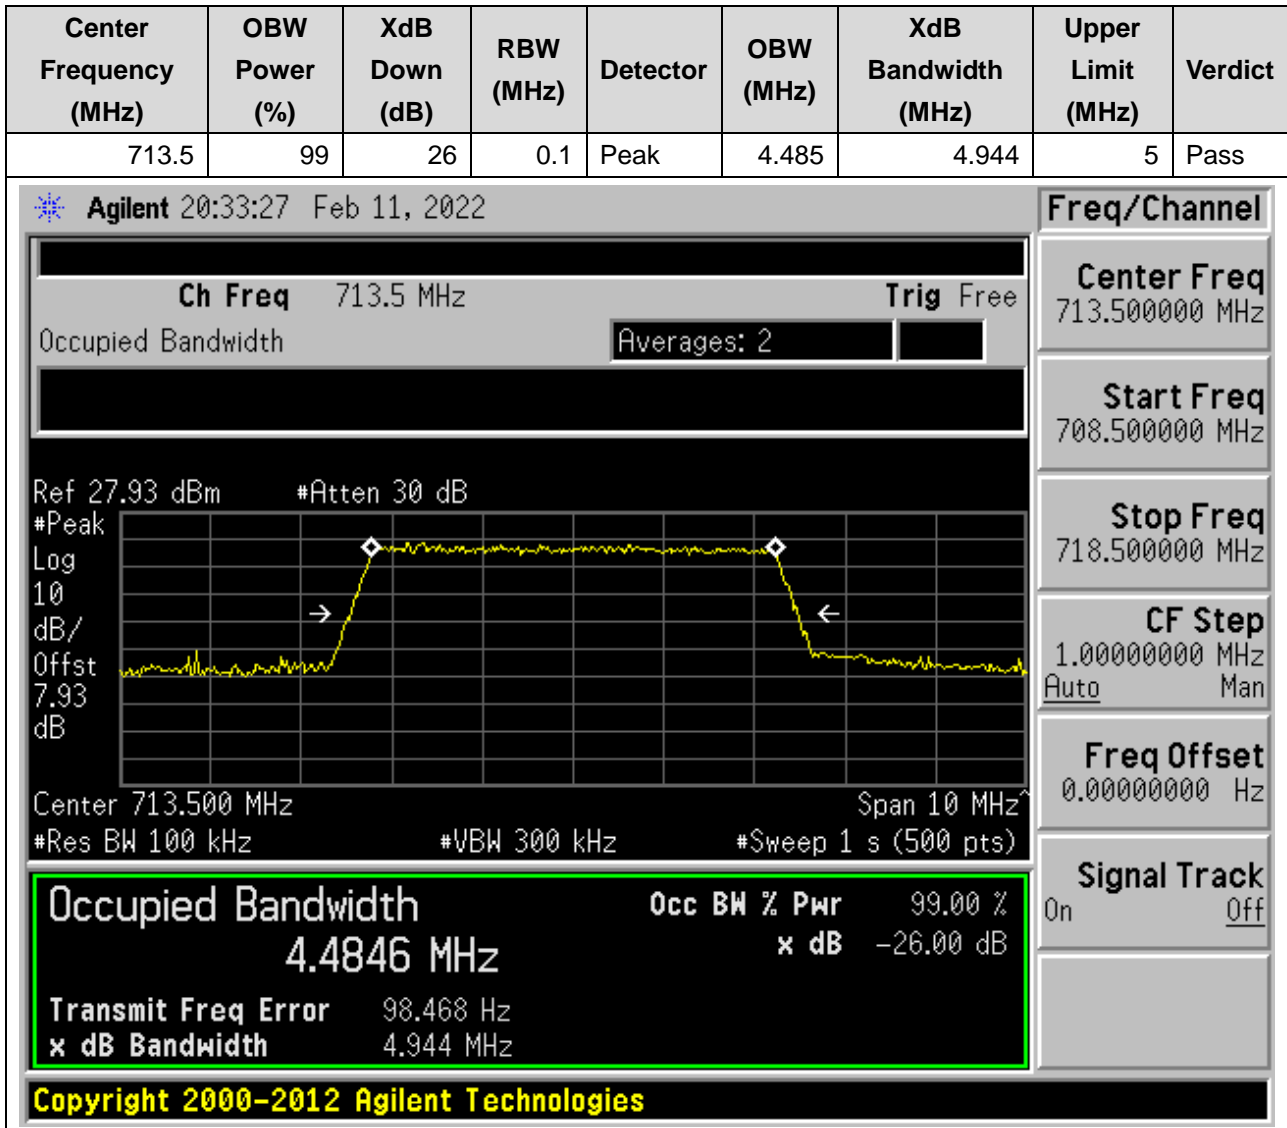 Center Frequency (MHz) OBW Power (%) XdB Down (dB) RBW (MHz) Detector OBW (MHz) XdB Bandwidth (MHz) Upper Limit (MHz) Verdict
713.5 99 26 0.1 Peak 4.485 4.944 5 Pass
Agilent 20:33:27 Feb 11, 2022
Freq/Channel
Ch Freq 713.5 MHz Trig Free
Occupied Bandwidth Averages: 2
Center Freq
713.500000 MHz
Start Freq
708.500000 MHz
Stop Freq
718.500000 MHz
CF Step
1.00000000 MHz
Auto Man
Freq Offset
0.00000000 Hz
Signal Track
On Off
Ref 27.93 dBm #Atten 30 dB
#Peak
Log
10
dB/
Offst
7.93
dB
Center 713.500 MHz Span 10 MHz^
#Res BW 100 kHz #VBW 300 kHz #Sweep 1 s (500 pts)
Occupied Bandwidth Occ BW % Pwr 99.00 %
4.4846 MHz x dB -26.00 dB
Transmit Freq Error 98.468 Hz
x dB Bandwidth 4.944 MHz
Copyright 2000-2012 Agilent Technologies